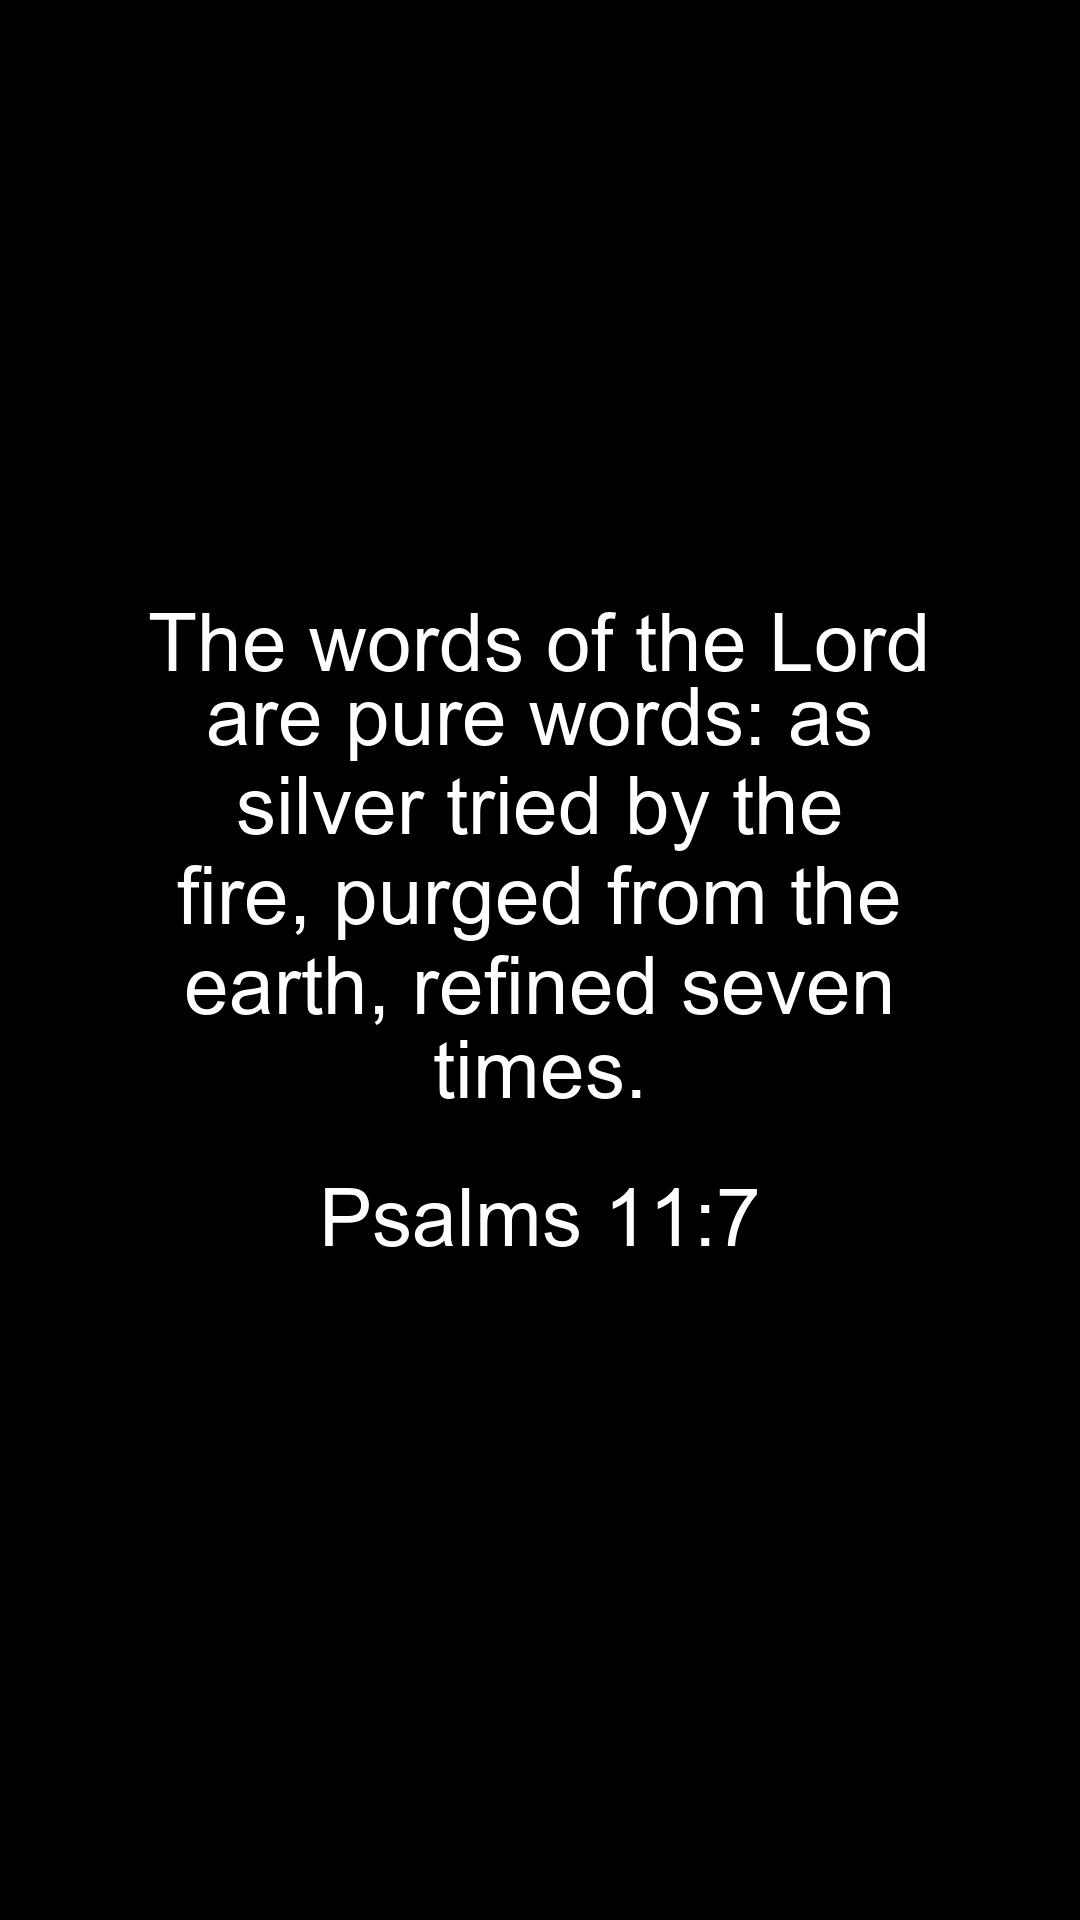 The words of the Lord
are pure words: as
silver tried by the
fire, purged from the
earth, refined seven
times.
Psalms 11:7